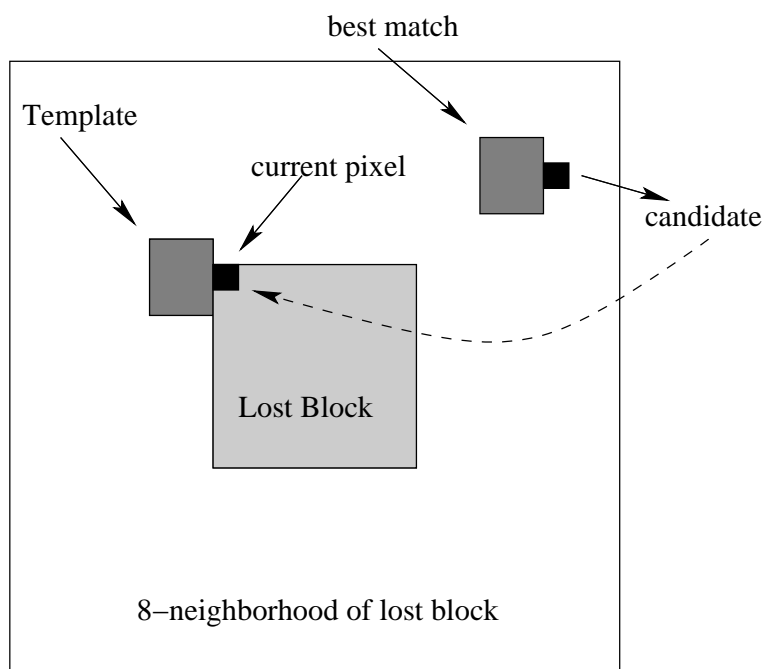 best match
Template
current pixel
candidate
Lost Block
8−neighborhood of lost block